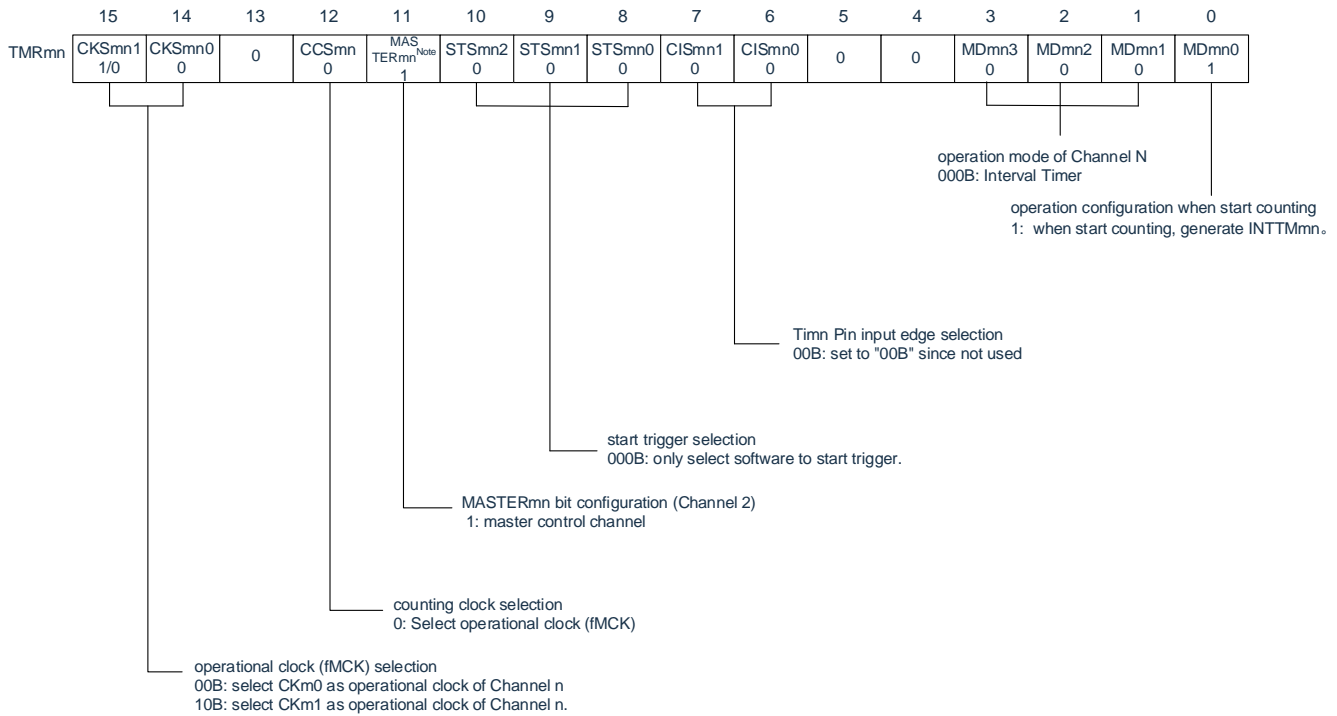 15 14 13 12 11 10 9 8 7 6 5 4 3 2 1 0
TMRmn CKSmn1 CKSmn0 0 CCSmn MAS STSmn2 STSmn1 STSmn0 CISmn1 CISmn0 0 0 MDmn3 MDmn2 MDmn1 MDmn0
TERmnNote
1/0 0 0 1 0 0 0 0 0 0 0 0 1
operation mode of Channel N
000B: Interval Timer
operation configuration when start counting
1: when start counting, generate INTTMmn。
Timn Pin input edge selection
00B: set to "00B" since not used
start trigger selection
000B: only select software to start trigger.
MASTERmn bit configuration (Channel 2)
1: master control channel
counting clock selection
0: Select operational clock (fMCK)
operational clock (fMCK) selection
00B: select CKm0 as operational clock of Channel n
10B: select CKm1 as operational clock of Channel n.